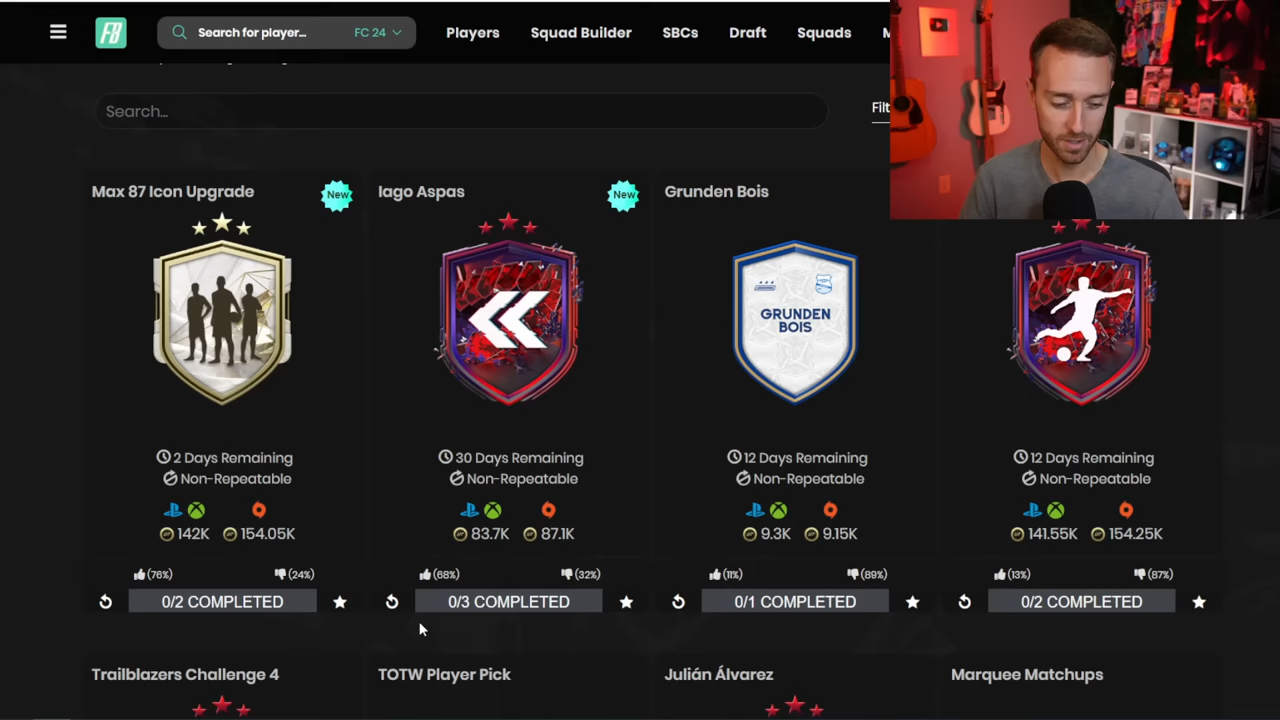 FB
Search for player...
FC 24
Players
Squad Builder
SBCs
Draft
Squads
M
Search...
Filt
Max 87 Icon Upgrade
New
Iago Aspas
New
Grunden Bois
GRUNDEN
BOIS
2 Days Remaining
Non-Repeatable
30 Days Remaining
Non-Repeatable
12 Days Remaining
Non-Repeatable
12 Days Remaining
Non-Repeatable
142K
154.05K
83.7K
87.1K
9.3K
9.15K
141.55K
154.25K
(76%)
(24%)
(68%)
(32%)
(11%)
(89%)
(13%)
(87%)
0/2 COMPLETED
0/3 COMPLETED
0/1 COMPLETED
0/2 COMPLETED
Trailblazers Challenge 4
TOTW Player Pick
Julián Álvarez
Marquee Matchups